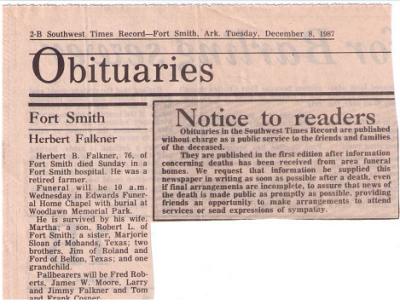 2-B Southwest Times Record—Fort Smith, Ark. Tuesday, December 8, 1987
Obituaries
Fort Smith
Herbert Falkner
Herbert B. Falkner, 76, of
Fort Smith died Sunday in a
Fort Smith hospital. He was a
retired farmer.
Funeral will be 10 a.m.
Wednesday in Edwards Funer-
al Home Chapel with burial at
Woodlawn Memorial Park.
He is survived by his wife,
Martha; a son, Robert L. of
Fort Smith; a sister, Marjorie
Sloan of Mohands, Texas; two
brothers, Jim of Roland and
Ford of Belton, Texas; and one
grandchild.
Pallbearers will be Fred Rob-
erts, James W. Moore, Larry
and Jimmy Falkner and Tom
and Frank Cosner.
Notice to readers
Obituaries in the Southwest Times Record are published
without charge as a public service to the friends and families
of the deceased.
They are published in the first edition after information
concerning deaths has been received from area funeral
homes. We request that information be supplied this
newspaper in writing as soon as possible after a death, even
if final arrangements are incomplete, to assure that news of
the death is made public as promptly as possible, providing
friends an opportunity to make arrangements to attend
services or send expressions of sympathy.